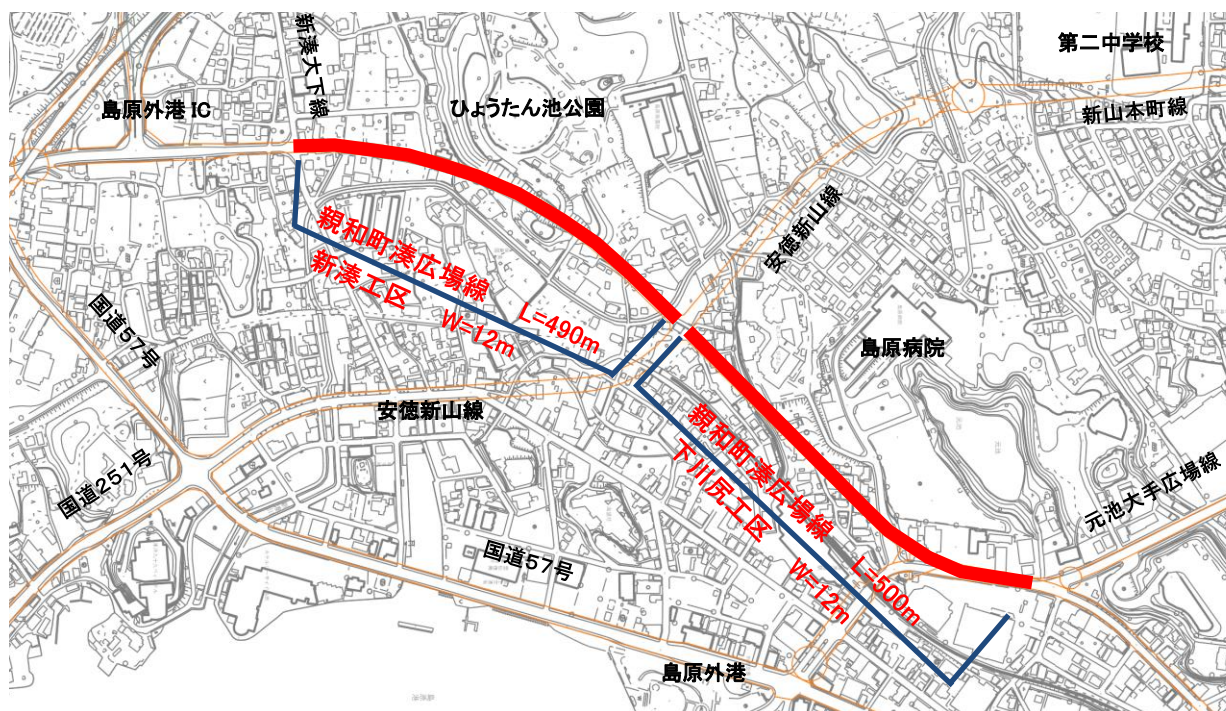 新湊大下線
第二中学校
島原外港 IC
ひょうたん池公園
新山本町線
安徳新山線
親和町湊広場線
新湊工区
L=490m
W=12m
国道57号
島原病院
安徳新山線
親和町湊広場線
下川尻工区
L=500m
W=12m
国道251号
元池大手広場線
国道57号
島原外港